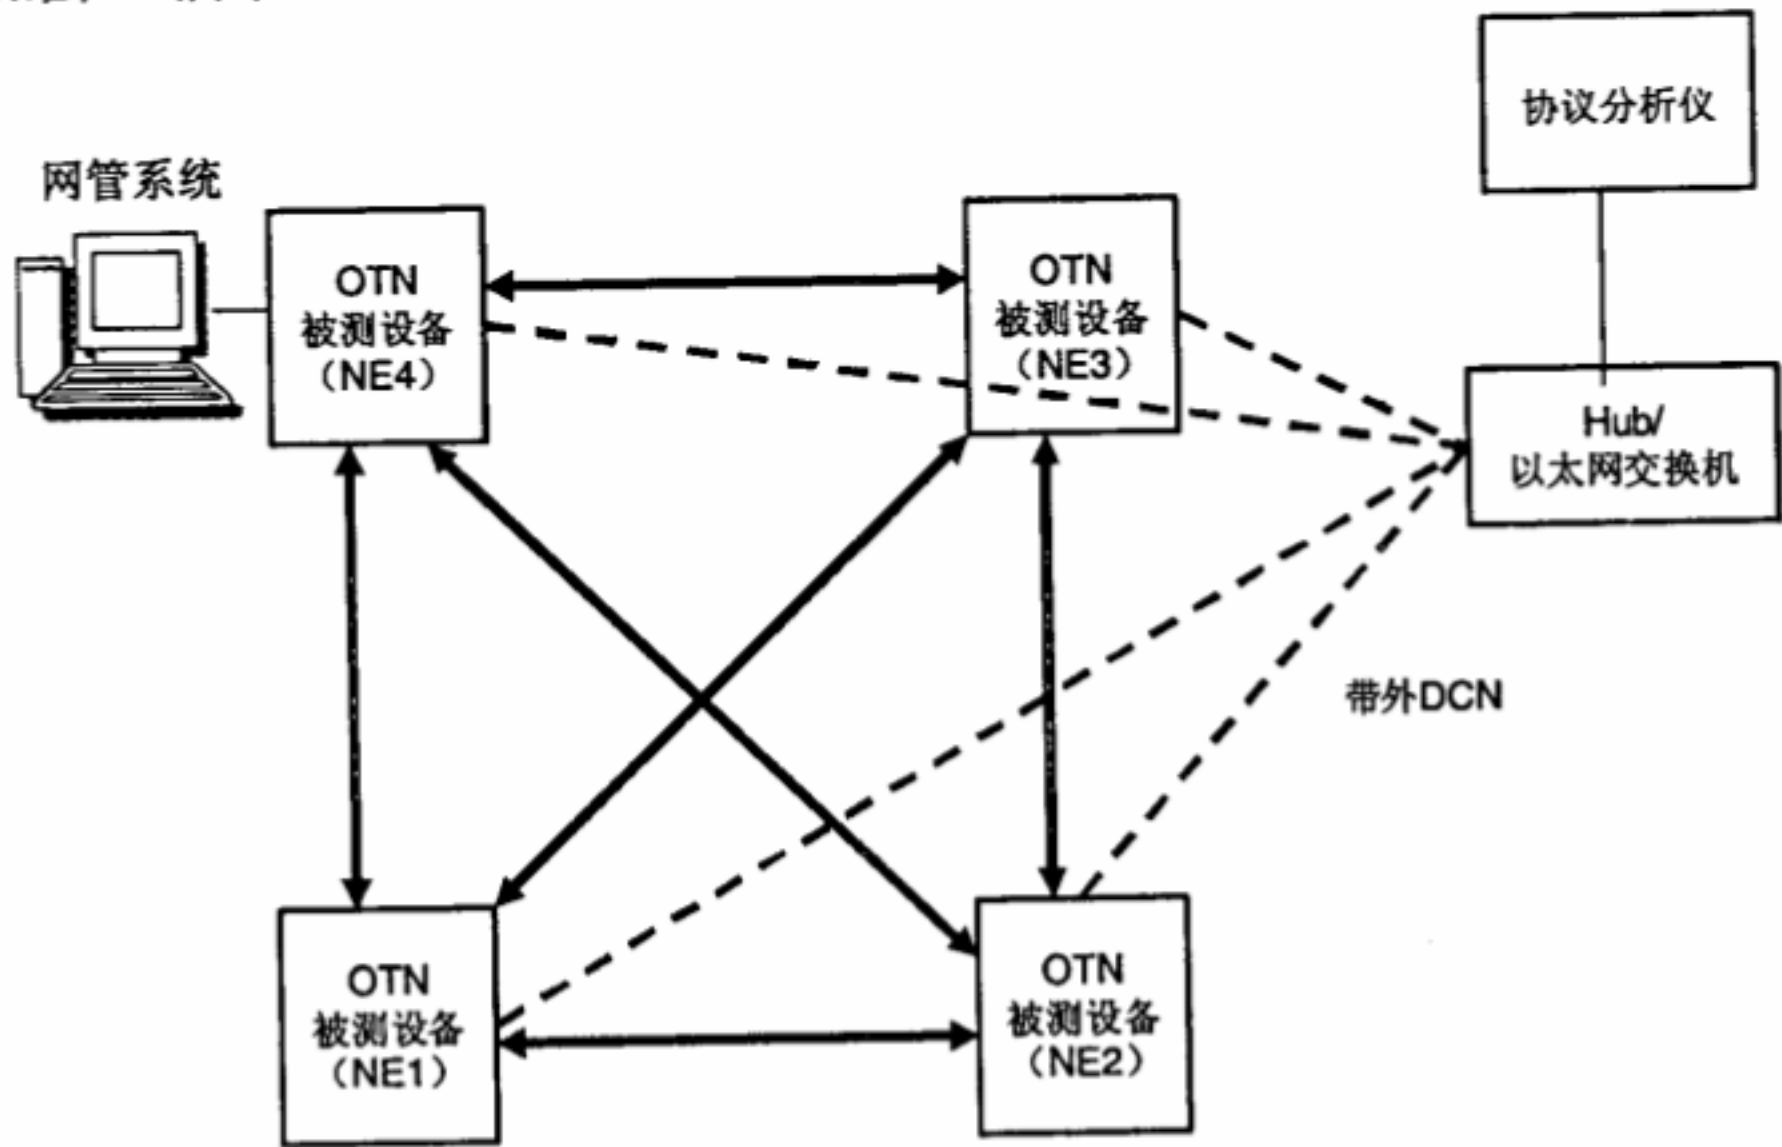 协议分析仪
网管系统
OTN
被测设备
（NE4）
OTN
被测设备
（NE3）
Hub/
以太网交换机
带外DCN
OTN
被测设备
（NE1）
OTN
被测设备
（NE2）